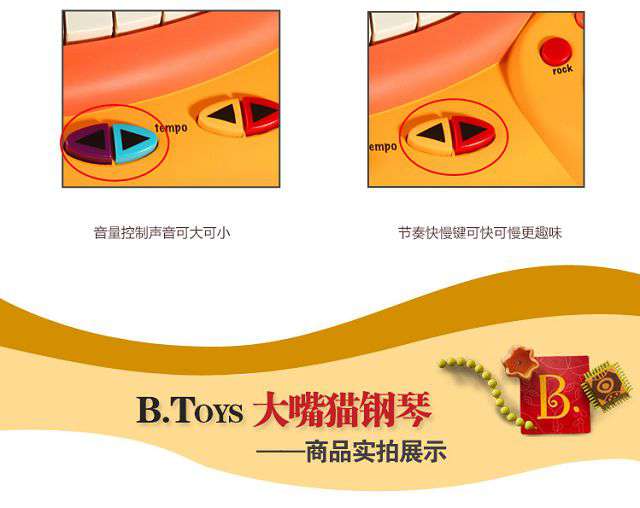 tempo
empo
rock
音量控制声音可大可小
节奏快慢键可快可慢更趣味
B.Toys 大嘴猫钢琴
B.
——商品实拍展示